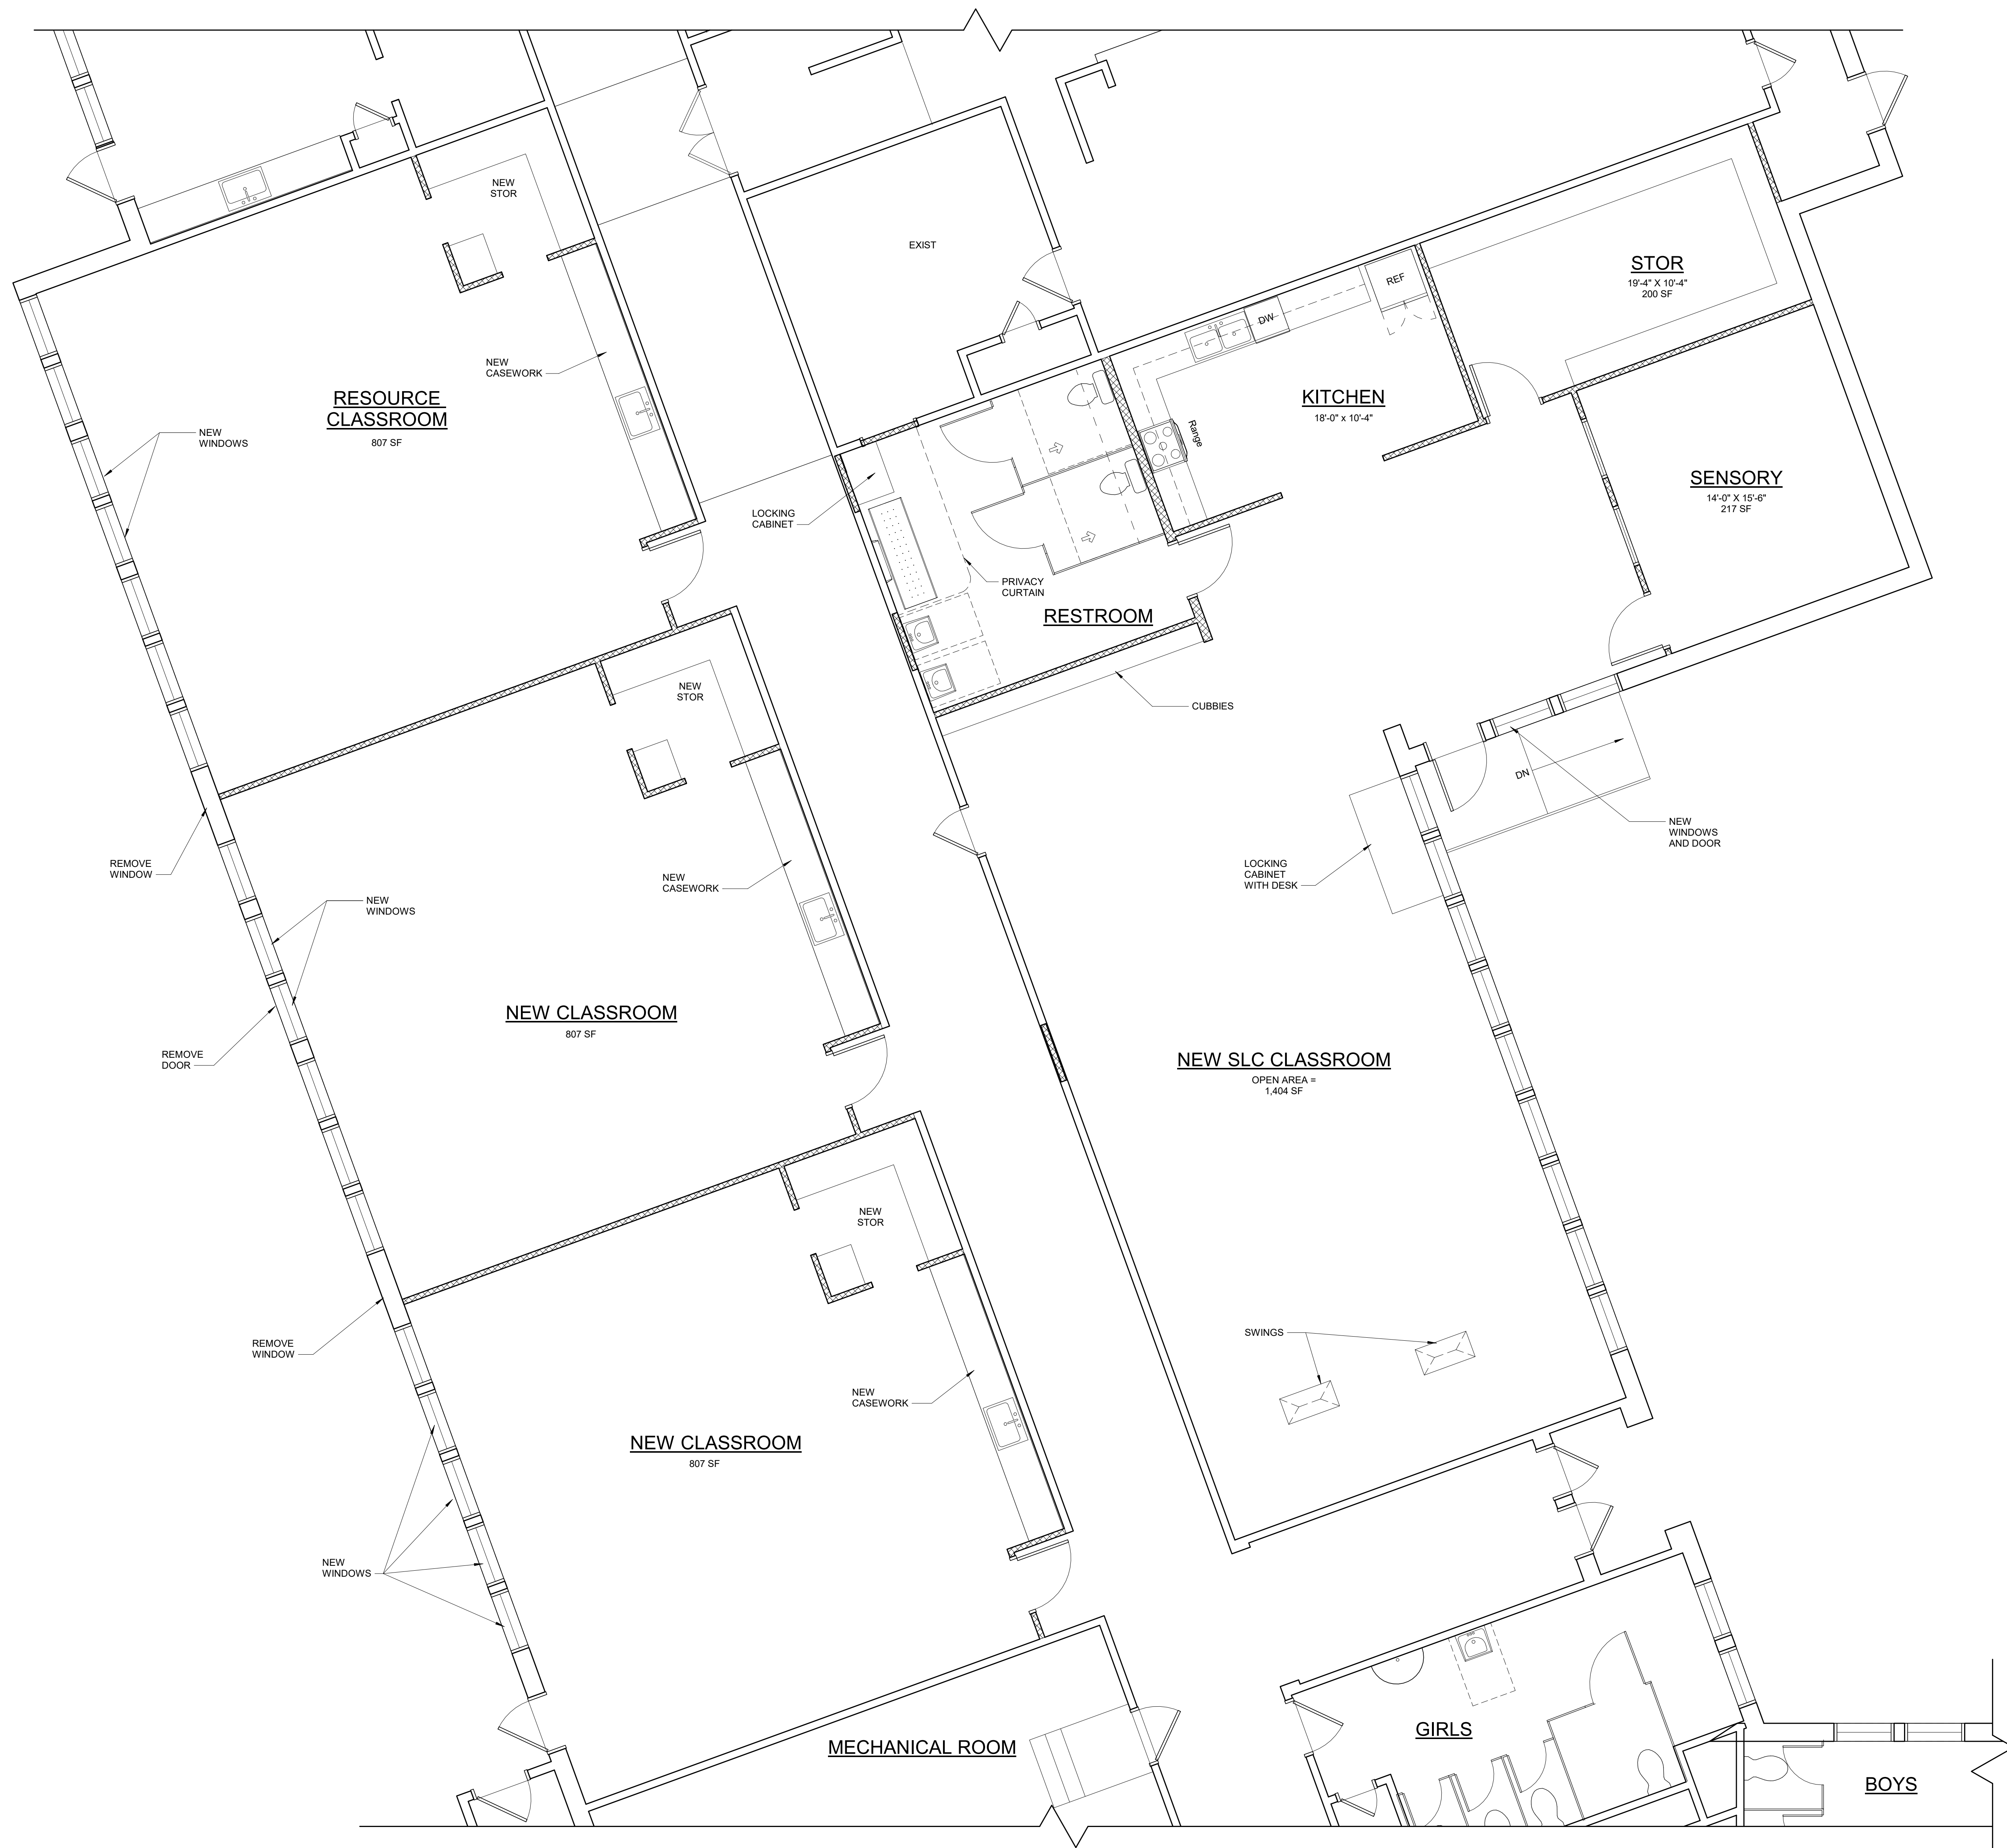 NEW
STOR
EXIST
STOR
19'-4" X 10'-4"
200 SF
REF
DW
NEW
CASEWORK
RESOURCE
CLASSROOM
807 SF
KITCHEN
18'-0" x 10'-4"
Range
NEW
WINDOWS
SENSORY
14'-0" X 15'-6"
217 SF
LOCKING
CABINET
PRIVACY
CURTAIN
RESTROOM
NEW
STOR
CUBBIES
DN
NEW
WINDOWS
AND DOOR
REMOVE
WINDOW
LOCKING
CABINET
WITH DESK
NEW
CASEWORK
NEW
WINDOWS
NEW CLASSROOM
807 SF
REMOVE
DOOR
NEW SLC CLASSROOM
OPEN AREA =
1,404 SF
NEW
STOR
REMOVE
WINDOW
SWINGS
NEW
CASEWORK
NEW CLASSROOM
807 SF
NEW
WINDOWS
MECHANICAL ROOM
GIRLS
BOYS